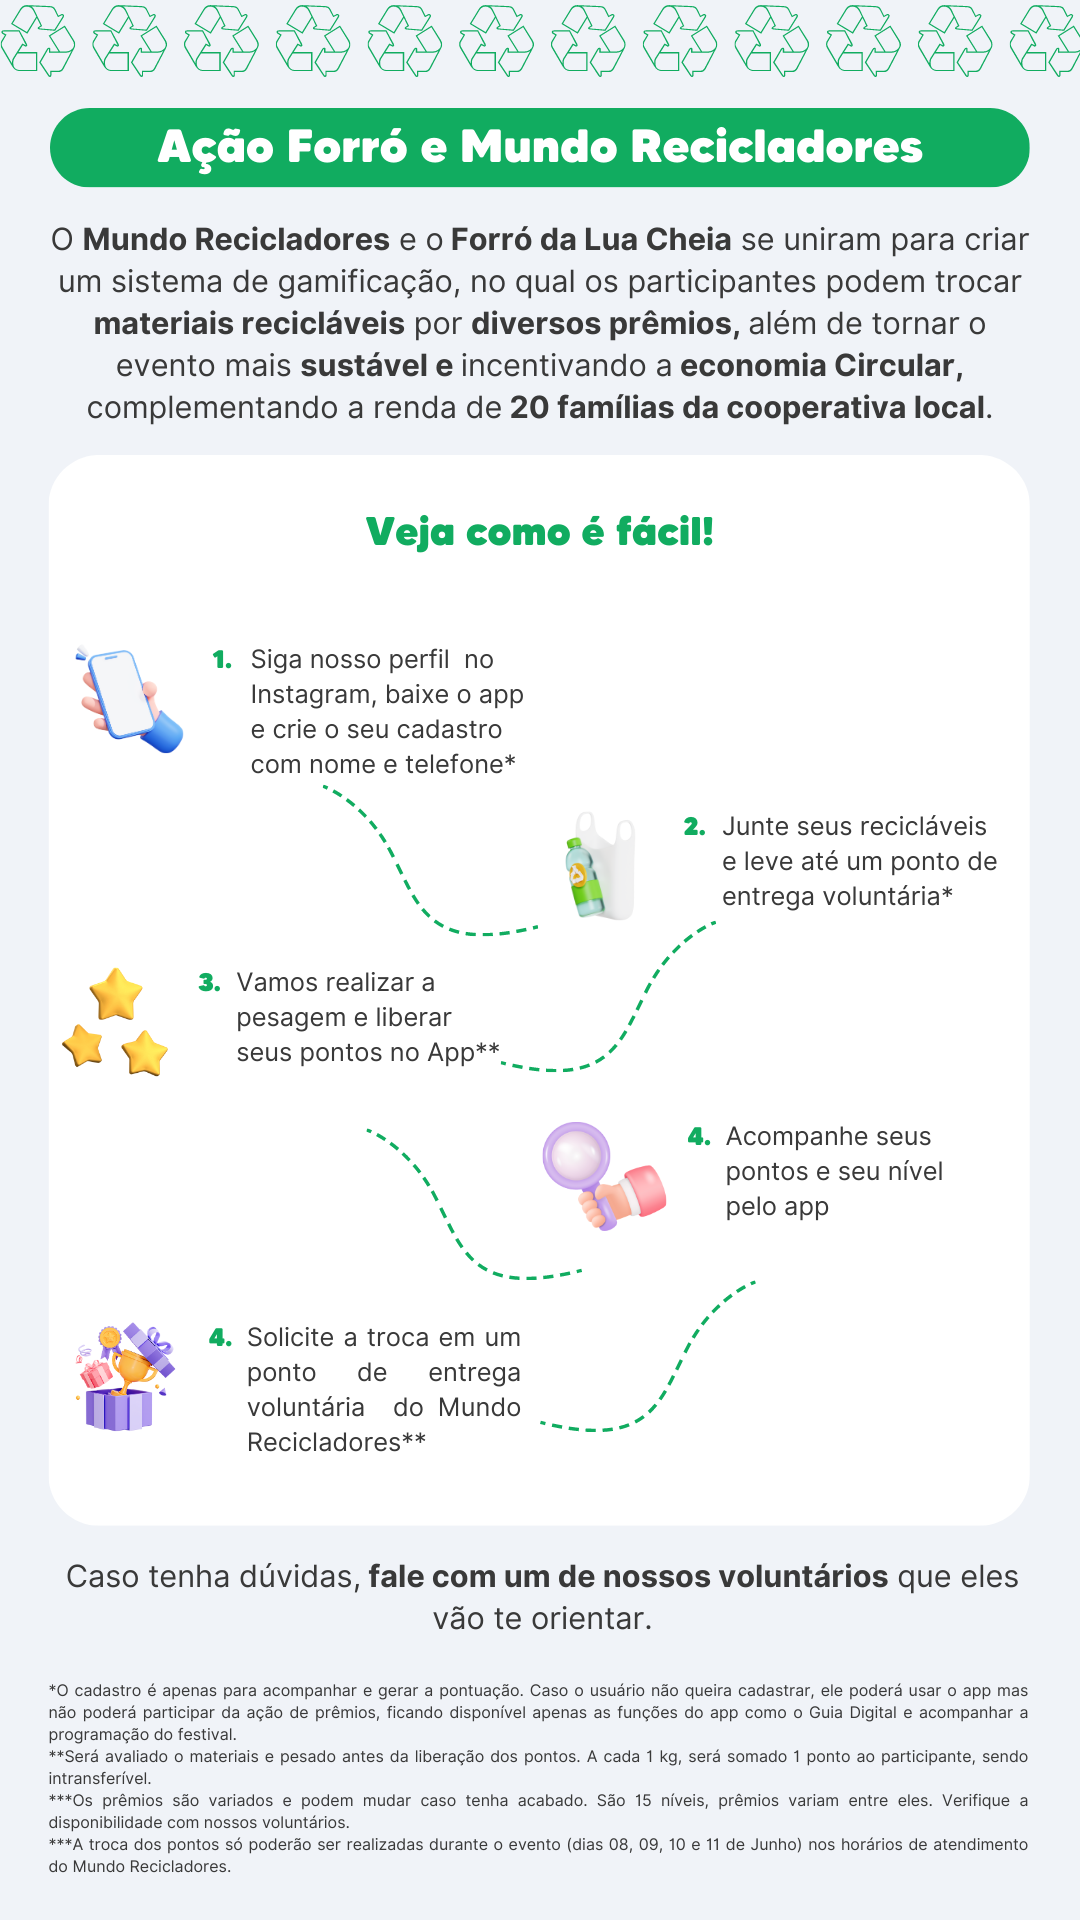 Ação Forró e Mundo Recicladores
O Mundo Recicladores e o Forró da Lua Cheia se uniram para criar
um sistema de gamificação, no qual os participantes podem trocar
materiais recicláveis por diversos prêmios, além de tornar o
evento mais sustável e incentivando a economia Circular,
complementando a renda de 20 famílias da cooperativa local.
Veja como é fácil!
1. Siga nosso perfil no
Instagram, baixe o app
e crie o seu cadastro
com nome e telefone*
2. Junte seus recicláveis
e leve até um ponto de
entrega voluntária*
3. Vamos realizar a
pesagem e liberar
seus pontos no App**
4. Acompanhe seus
pontos e seu nível
pelo app
4. Solicite a troca em um
ponto de entrega
voluntária do Mundo
Recicladores**
Caso tenha dúvidas, fale com um de nossos voluntários que eles
vão te orientar.
*O cadastro é apenas para acompanhar e gerar a pontuação. Caso o usuário não queira cadastrar, ele poderá usar o app mas
não poderá participar da ação de prêmios, ficando disponível apenas as funções do app como o Guia Digital e acompanhar a
programação do festival.
**Será avaliado o materiais e pesado antes da liberação dos pontos. A cada 1 kg, será somado 1 ponto ao participante, sendo
intransferível.
***Os prêmios são variados e podem mudar caso tenha acabado. São 15 níveis, prêmios variam entre eles. Verifique a
disponibilidade com nossos voluntários.
***A troca dos pontos só poderão ser realizadas durante o evento (dias 08, 09, 10 e 11 de Junho) nos horários de atendimento
do Mundo Recicladores.